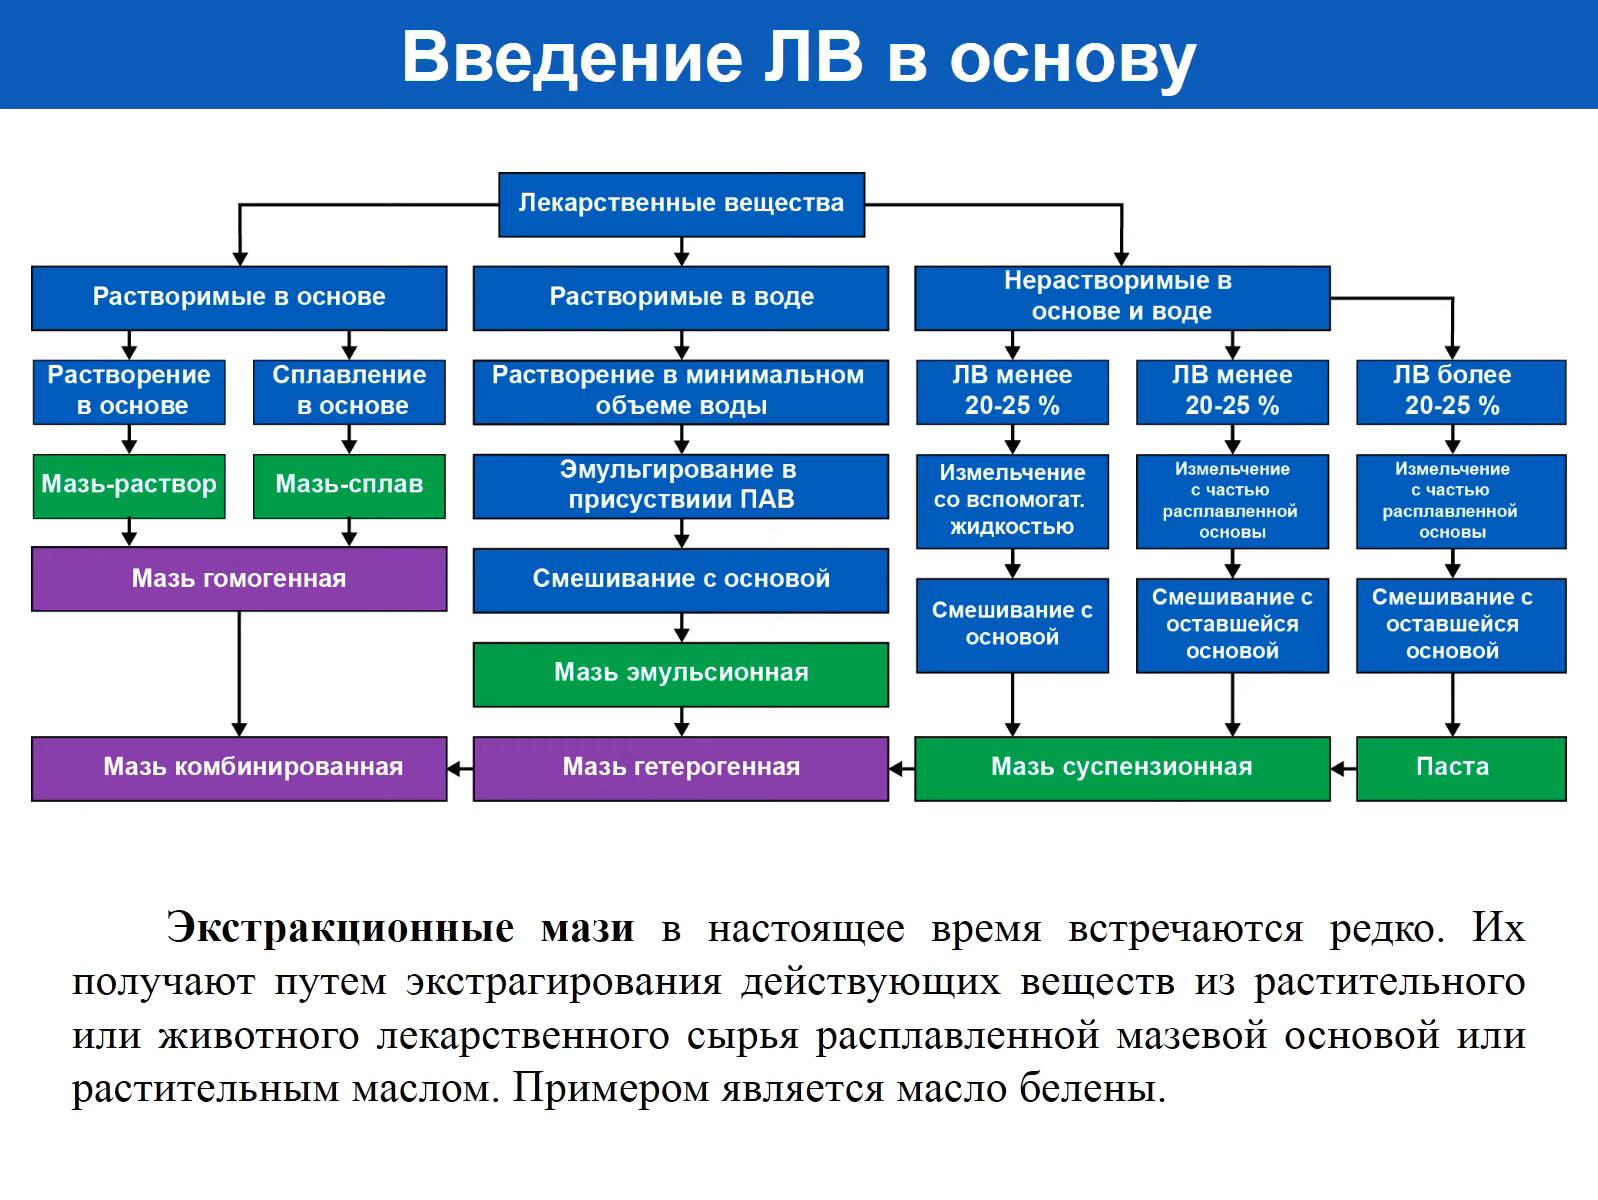 Введение ЛВ в основу
Лекарственные вещества
Растворимые в основе
Растворимые в воде
Нерастворимые в
основе и воде
Растворение
в основе
Сплавление
в основе
Растворение в минимальном
объеме воды
ЛВ менее
20-25 %
ЛВ менее
20-25 %
ЛВ более
20-25 %
Мазь-раствор
Мазь-сплав
Эмульгирование в
присуствиии ПАВ
Измельчение
со вспомогат.
жидкостью
Измельчение
с частью
расплавленной
основы
Измельчение
с частью
расплавленной
основы
Мазь гомогенная
Смешивание с основой
Смешивание с
основой
Смешивание с
оставшейся
основой
Смешивание с
оставшейся
основой
Мазь эмульсионная
Мазь комбинированная
Мазь гетерогенная
Мазь суспензионная
Паста
Экстракционные мази в настоящее время встречаются редко. Их
получают путем экстрагирования действующих веществ из растительного
или животного лекарственного сырья расплавленной мазевой основой или
растительным маслом. Примером является масло белены.